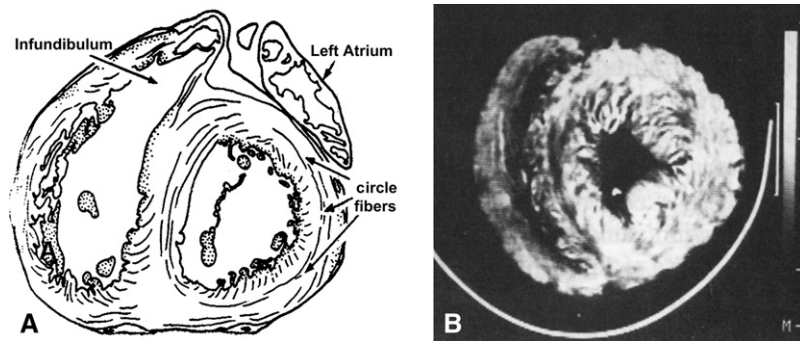 Infundibulum
Left Atrium
circle
fibers
A
B
M